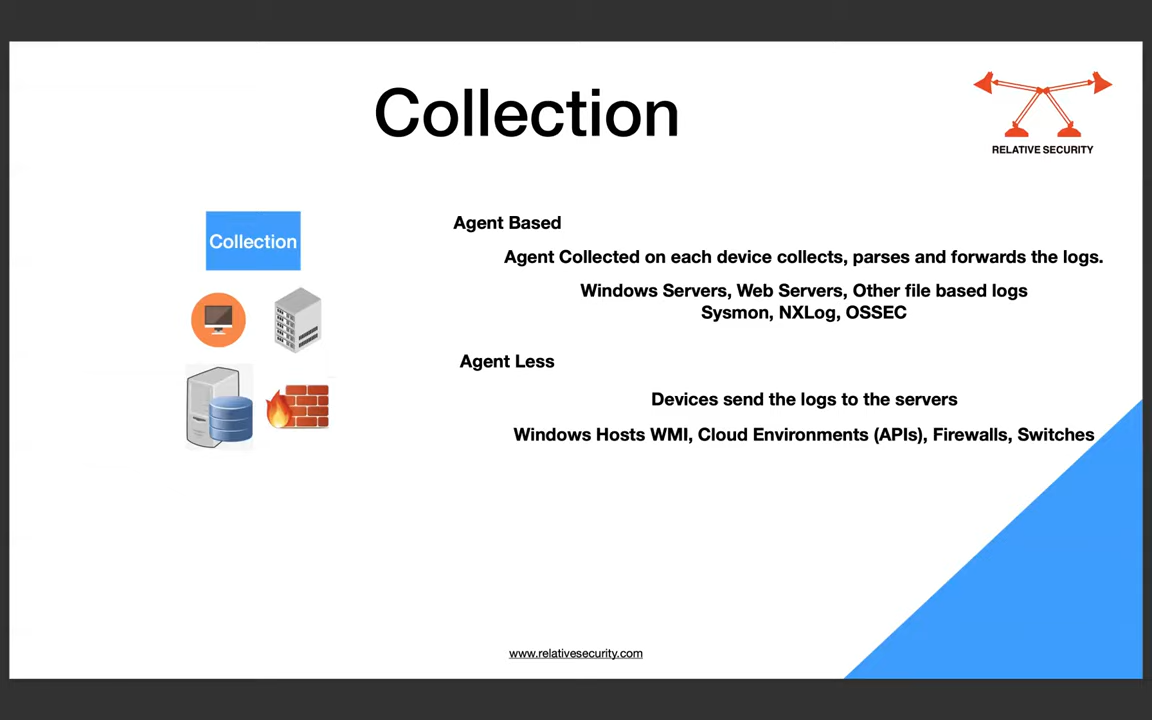 Collection
RELATIVE SECURITY
Collection
Agent Based
Agent Collected on each device collects, parses and forwards the logs.
Windows Servers, Web Servers, Other file based logs
Sysmon, NXLog, OSSEC
Agent Less
Devices send the logs to the servers
Windows Hosts WMI, Cloud Environments (APIs), Firewalls, Switches
www.relativesecurity.com